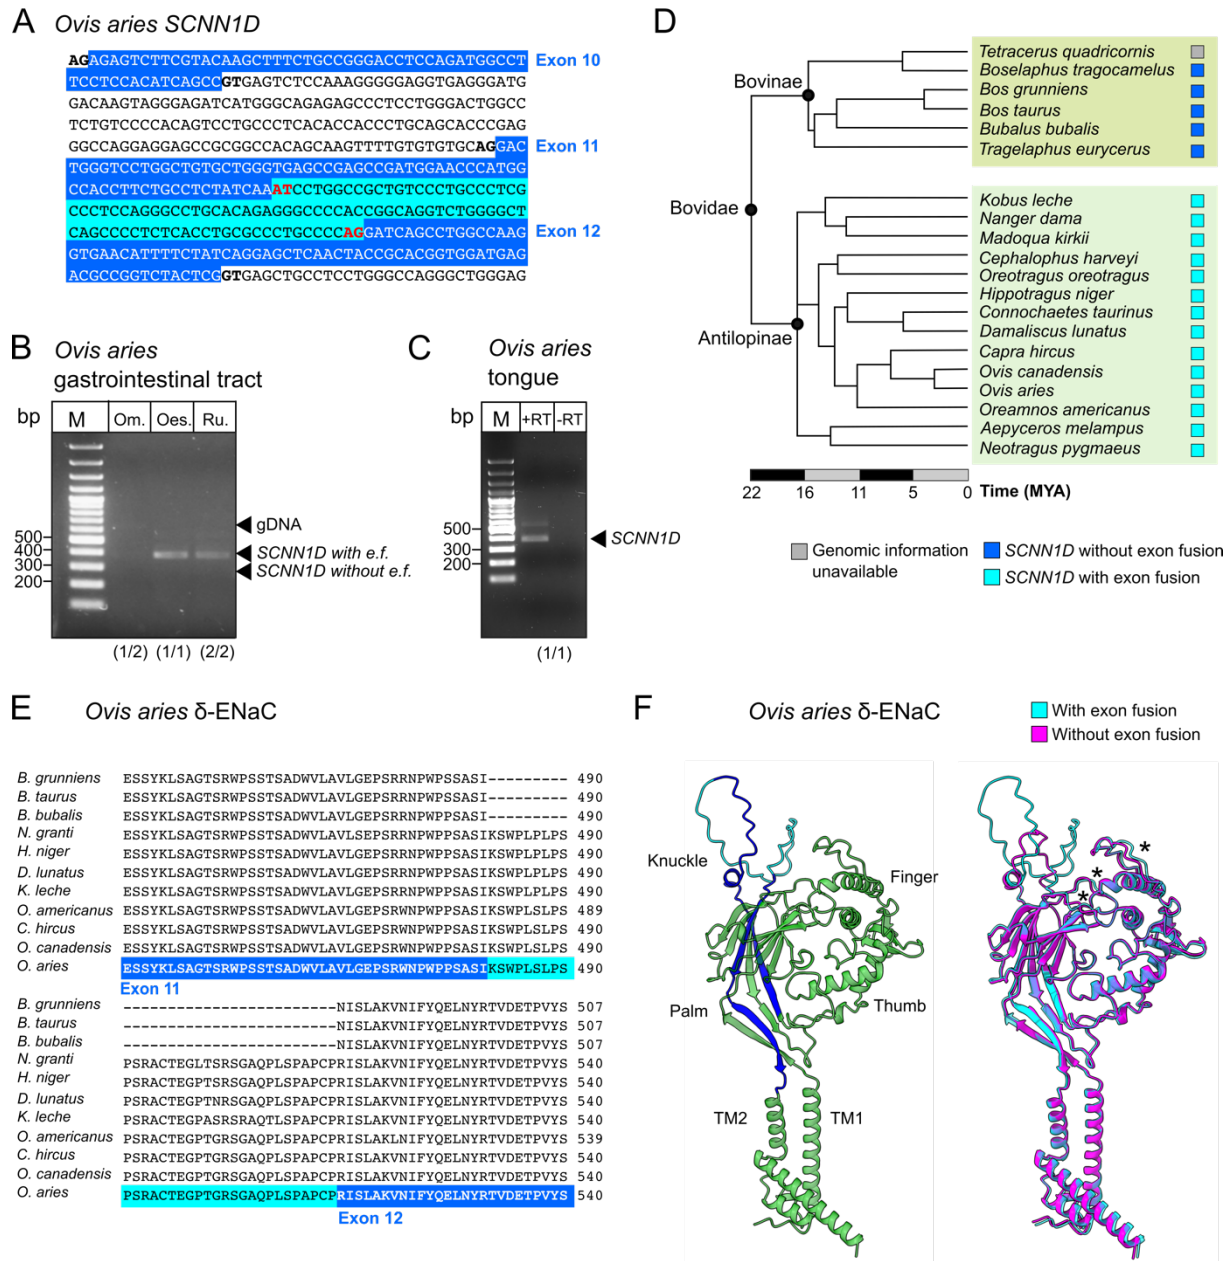 A Ovis aries SCNN1D
AGAGAGTCTTCGTACAAGCTTTCTGCCGGGACCTCCAGATGGCCT Exon 10
TCCTCCACATCAGCCGTGAGTCTCCAAAGGGGGAGGTGAGGGATG
GACAAGTAGGGAGATCATGGGCAGAGAGCCCTCCTGGGACTGGCC
TCTGTCCCCACAGTCCTGCCCTCACACCACCCTGCAGCACCCGAG
GGCCAGGAGGAGCCGCGGCCACAGCAAGTTTTGTGTGTGCAGGAC Exon 11
TGGGTCCTGGCTGTGCTGGGTGAGCCGAGCCGATGGAACCCATGG
CCACCTTCTGCCTCTATCAAATCCTGGCCGCTGTCCCTGCCCTCG
CCCTCCAGGGCCTGCACAGAGGGCCCCACCGGCAGGTCTGGGGCT
CAGCCCCTCTCACCTGCGCCCTGCCCCAGGATCAGCCTGGCCAAG Exon 12
GTGAACATTTTCTATCAGGAGCTCAACTACCGCACGGTGGATGAG
ACGCCGGTCTACTCGGTGAGCTGCCTCCTGGGCCAGGGCTGGGAG
B Ovis aries
gastrointestinal tract
bp M Om. Oes. Ru.
500
400
300
200
gDNA
SCNN1D with e.f.
SCNN1D without e.f.
(1/2) (1/1) (2/2)
C Ovis aries
tongue
bp M +RT -RT
500
300
200
SCNN1D
(1/1)
D
Bovinae
Bovidae
Antilopinae
Tetracerus quadricornis
Boselaphus tragocamelus
Bos grunniens
Bos taurus
Bubalus bubalis
Tragelaphus eurycerus
Kobus leche
Nanger dama
Madoqua kirkii
Cephalophus harveyi
Oreotragus oreotragus
Hippotragus niger
Connochaetes taurinus
Damaliscus lunatus
Capra hircus
Ovis canadensis
Ovis aries
Oreamnos americanus
Aepyceros melampus
Neotragus pygmaeus
22 16 11 5 0 Time (MYA)
Genomic information
unavailable
SCNN1D without exon fusion
SCNN1D with exon fusion
E Ovis aries δ-ENaC
B. grunniens ESSYKLSAGTSRWPSSTSADWVLAVLGEPSRRNPWPSSASI--------- 490
B. taurus ESSYKLSAGTSRWPSSTSADWVLAVLGEPSRRNPWPSSASI--------- 490
B. bubalis ESSYKLSAGTSRWPSSTSADWVLAVLGEPSRRNPWPSSASI--------- 490
N. granti ESSYKLSAGTSRWPSSTSADWVLAVLSEPSRRNPWPPSASIKSWPLPLPS 490
H. niger ESSYKLSAGTSRWPSSTSADWVLAVLGEPSRRNPWPPSASIKSWPLPLPS 490
D. lunatus ESSYKLSAGTSRWPSSTSADWVLAVLGEPSRRNPWPPSASIKSWPLPLPS 490
K. leche ESSYKLSAGTSRWPSSTSADWVLAVLGEPSRRNPWPPSASIKSWPLPLPS 490
O. americanus ESSYKLSAGTSRWPSSTSADWVLAVLGEPSRRNPWPPSASIKSWPLSLPS 489
C. hircus ESSYKLSAGTSRWPSSTSADWVLAVLGEPSRRNPWPPSASIKSWPLSLPS 490
O. canadensis ESSYKLSAGTSRWPSSTSADWVLAVLGEPSRWNPWPPSASIKSWPLSLPS 490
O. aries ESSYKLSAGTSRWPSSTSADWVLAVLGEPSRWNPWPPSASIKSWPLSLPS 490
Exon 11
B. grunniens ------------------------NISLAKVNIFYQELNYRTVDETPVYS 507
B. taurus ------------------------NISLAKVNIFYQELNYRTVDETPVYS 507
B. bubalis ------------------------NISLAKVNIFYQELNYRTVDETPVYS 507
N. granti PSRACTEGLTSRSGAQPLSPAPCPRISLAKVNIFYQELNYRTVDETPVYS 540
H. niger PSRACTEGPTSRSGAQPLSPAPCPRISLAKVNIFYQELNYRTVDETPVYS 540
D. lunatus PSRACTEGPTNRSGAQPLSPAPCPRISLAKVNIFYQELNYRTVDETPVYS 540
K. leche PSRACTEGPASRSRAQPLSPAPCPRISLAKVNIFYQELNYRTVDETPVYS 540
O. americanus PSRACTEGPTGRSGAQPLSPAPCPRISLAKLNIFYQELNYRTVDETPVYS 539
C. hircus PSRACTEGPTGRSGAQPLSPAPCPRISLAKVNIFYQELNYRTVDETPVYS 540
O. canadensis PSRACTEGPTGRSGAQPLSPAPCPRISLAKVNIFYQELNYRTVDETPVYS 540
O. aries PSRACTEGPTGRSGAQPLSPAPCPRISLAKVNIFYQELNYRTVDETPVYS 540
Exon 12
F Ovis aries δ-ENaC
With exon fusion
Without exon fusion
Knuckle
Finger
Palm
Thumb
TM2 TM1
*
*
*